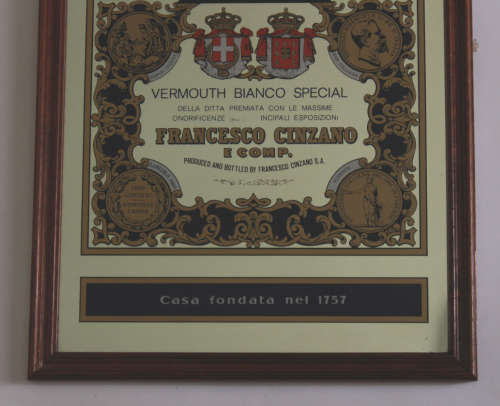 VERMOUTH BIANCO SPECIAL
DELLA DITTA PREMIATA CON LE MASSIME
ONORIFICENZE INCIPALI ESPOSIZIONI
FRANCESCO CINZANO
E COMP.
PRODUCED AND BOTTLED BY FRANCESCO CINZANO S.A.
Casa fondata nel 1757